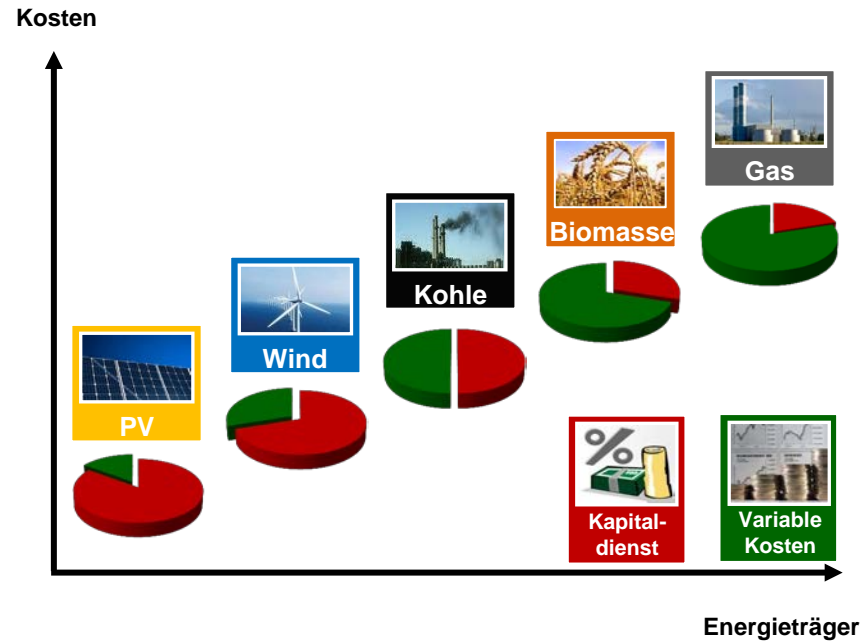 Kosten
Gas
Biomasse
Kohle
Wind
PV
%
Kapital-
dienst
Variable
Kosten
Energieträger